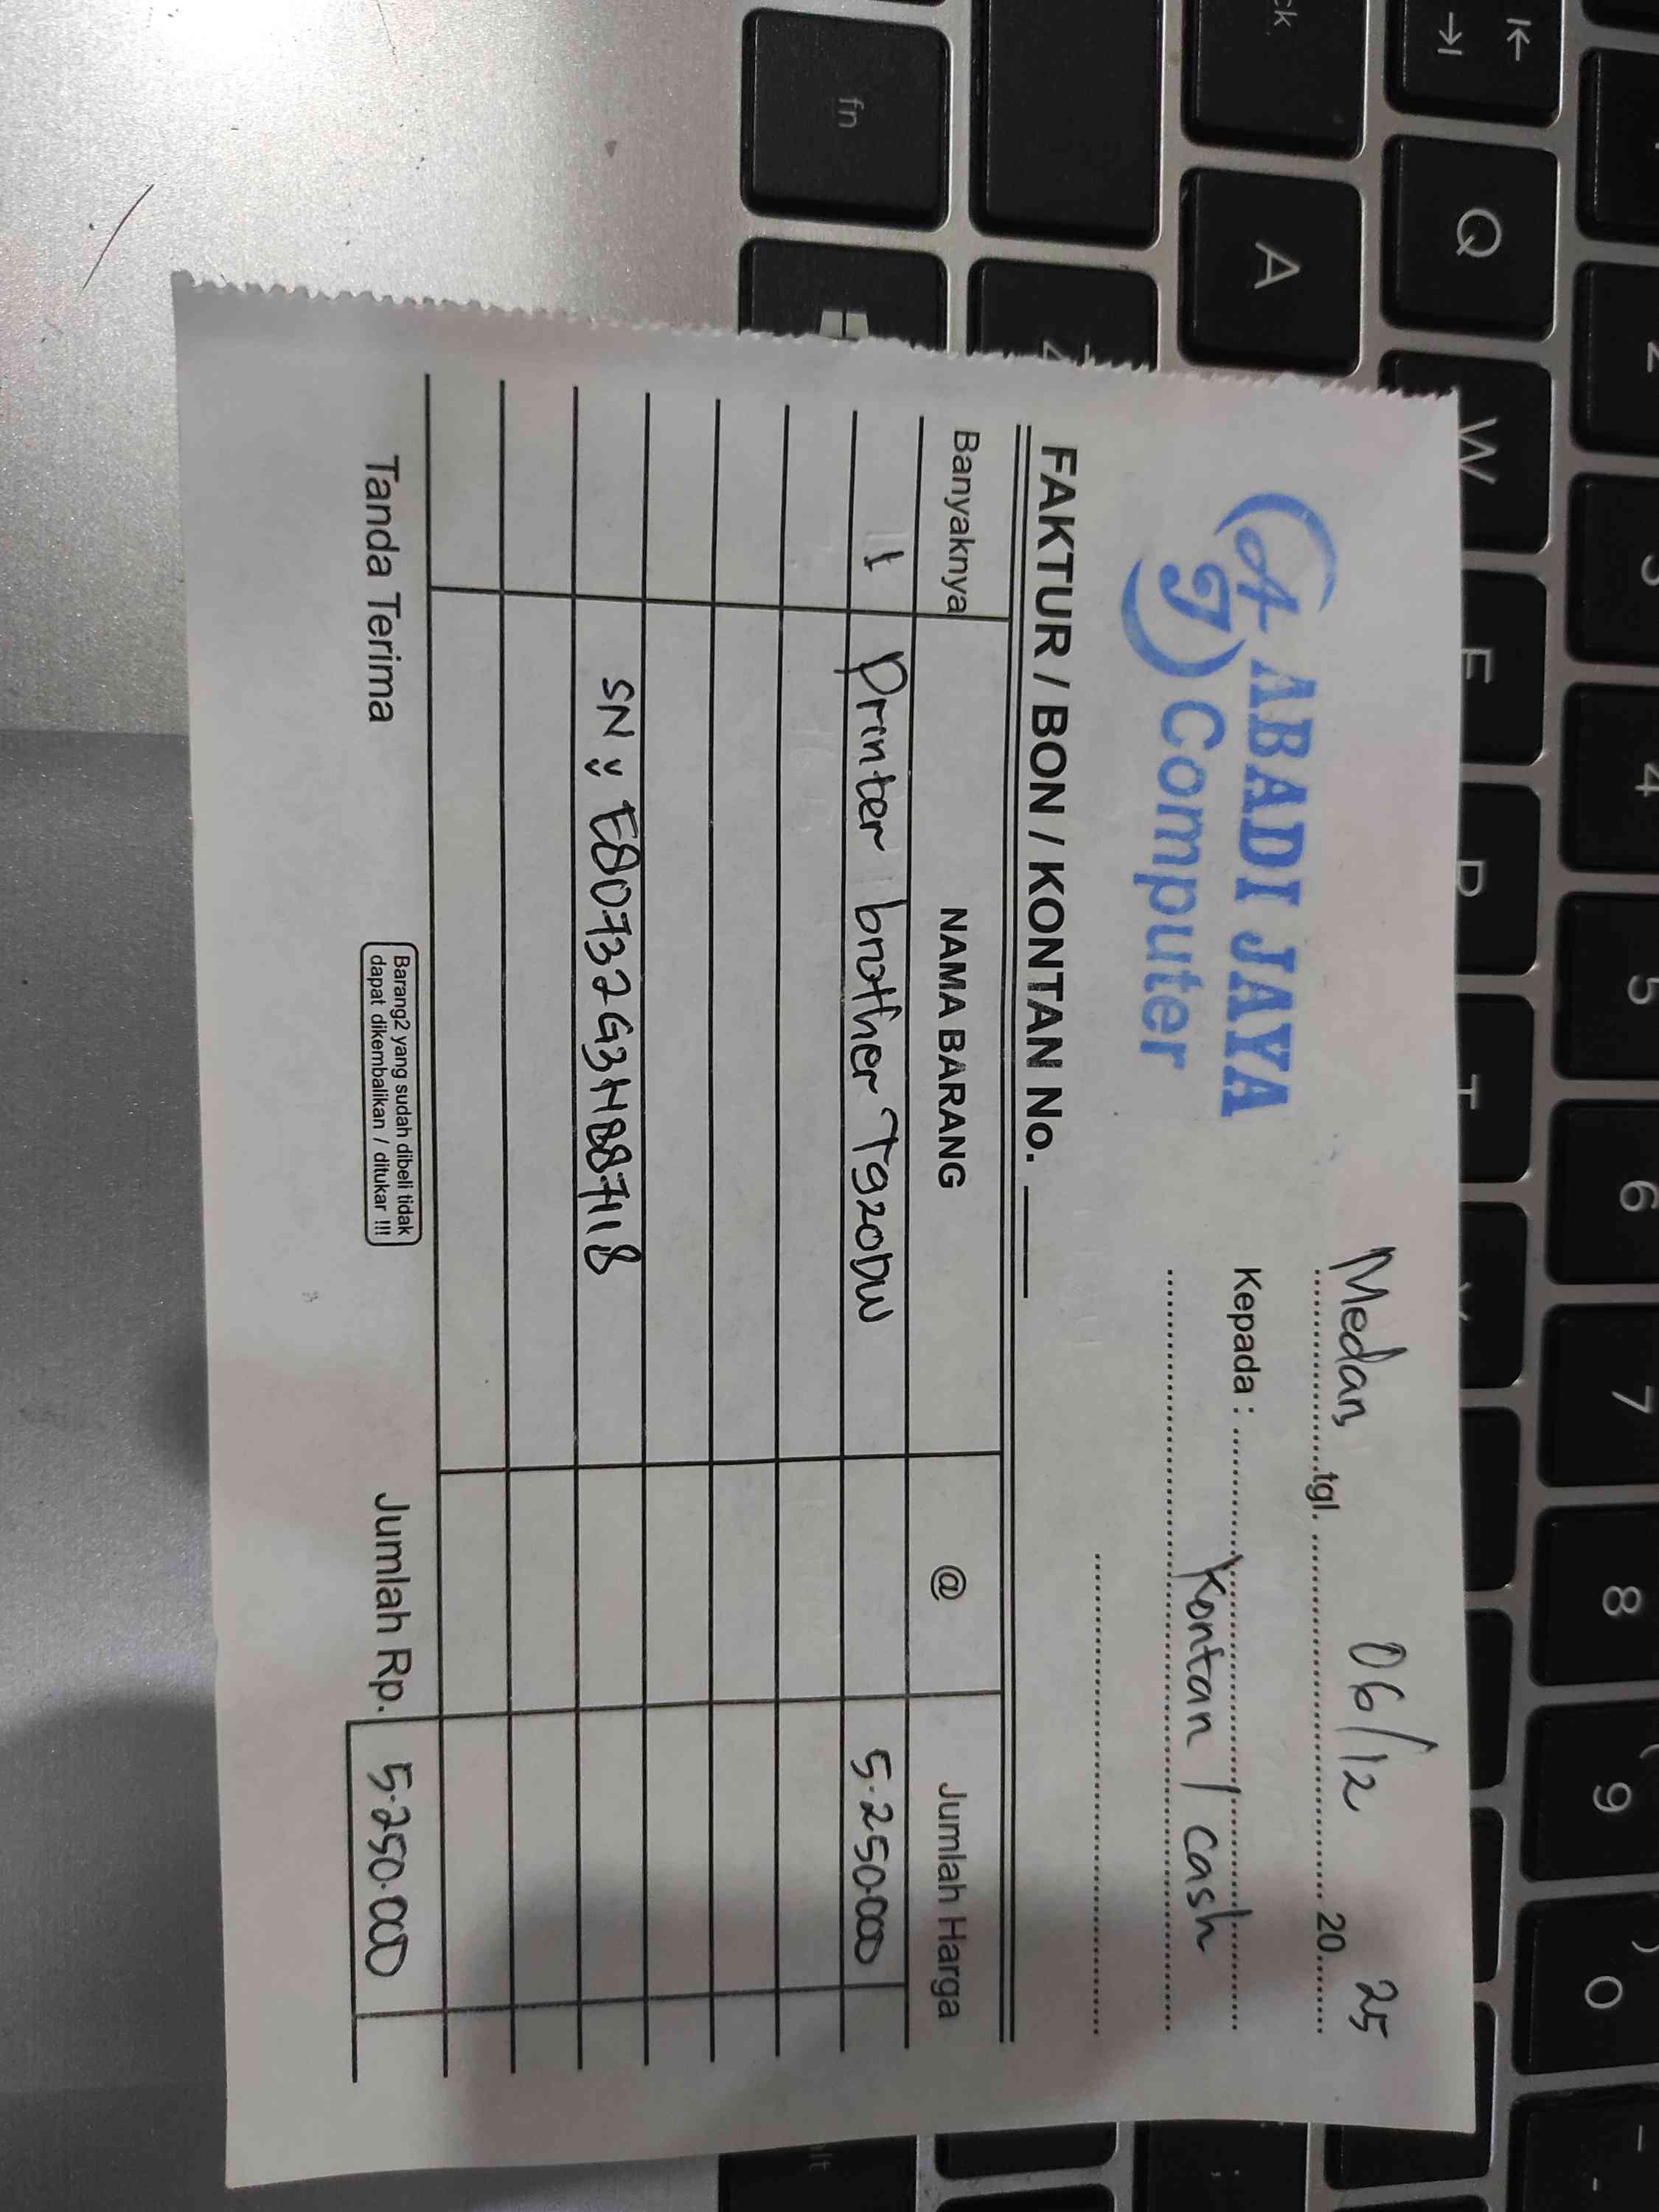 Medan tgl. 06/12 20 25
AJ ABADI JAYA
Computer
Kepada : Kontan / cash
FAKTUR / BON / KONTAN No.
Banyaknya NAMA BARANG @ Jumlah Harga
1 Printer brother T920DW 5.250.000
SN : E80732G3H887118
Tanda Terima
Barang2 yang sudah dibeli tidak
dapat dikembalikan / ditukar !!!
Jumlah Rp. 5.250.000
fn
A
Q
W
E
T
2
3
4
5
6
7
8
9
0